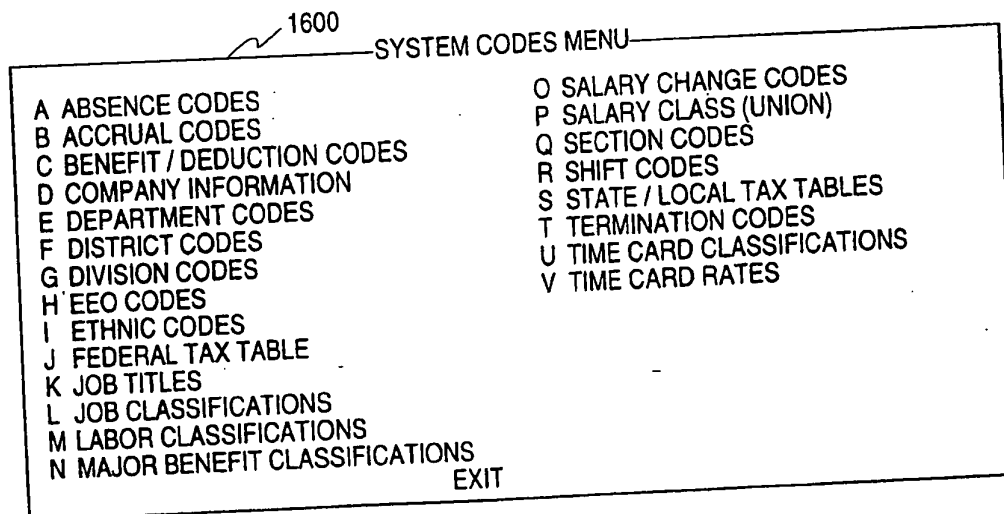 1600
SYSTEM CODES MENU
A ABSENCE CODES
B ACCRUAL CODES
C BENEFIT / DEDUCTION CODES
D COMPANY INFORMATION
E DEPARTMENT CODES
F DISTRICT CODES
G DIVISION CODES
H EEO CODES
I ETHNIC CODES
J FEDERAL TAX TABLE
K JOB TITLES
L JOB CLASSIFICATIONS
M LABOR CLASSIFICATIONS
N MAJOR BENEFIT CLASSIFICATIONS
O SALARY CHANGE CODES
P SALARY CLASS (UNION)
Q SECTION CODES
R SHIFT CODES
S STATE / LOCAL TAX TABLES
T TERMINATION CODES
U TIME CARD CLASSIFICATIONS
V TIME CARD RATES
EXIT